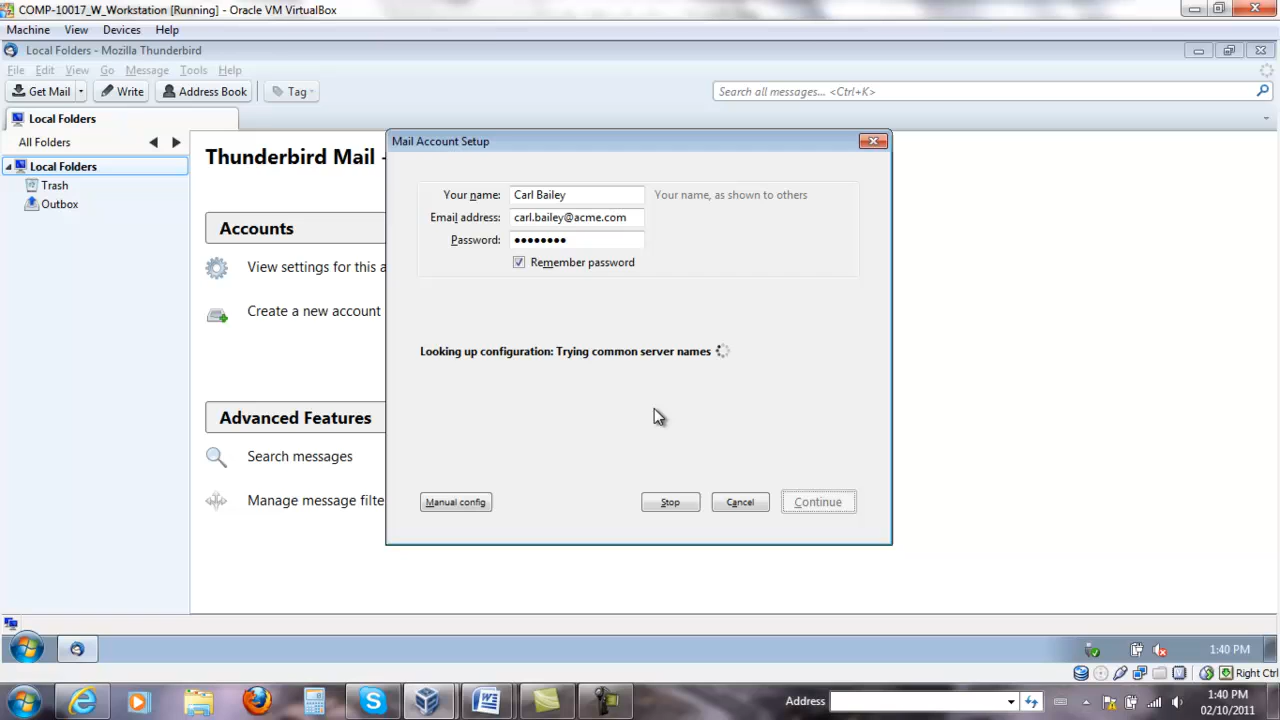 COMP-10017_W_Workstation [Running] - Oracle VM VirtualBox
Machine View Devices Help
Local Folders - Mozilla Thunderbird
File Edit View Go Message Tools Help
Get Mail Write Address Book Tag Search all messages... <Ctrl+K>
Local Folders
All Folders
Local Folders
Trash
Outbox
Thunderbird Mail -
Accounts
View settings for this a
Create a new account
Advanced Features
Search messages
Manage message filte
Mail Account Setup
Your name: Carl Bailey Your name, as shown to others
Email address: carl.bailey@acme.com
Password: ••••••••
Remember password
Looking up configuration: Trying common server names
Manual config Stop Cancel Continue
1:40 PM
Right Ctrl
Address
1:40 PM
02/10/2011